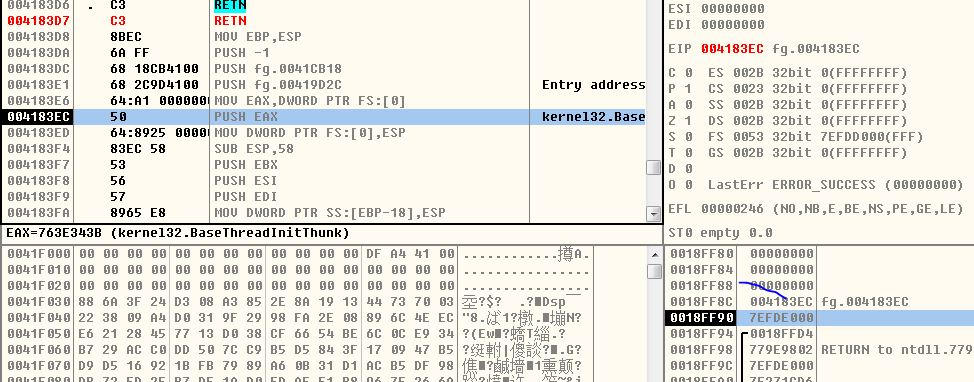 004183D6 . C3 RETN
004183D7 C3 RETN
004183D8 8BEC MOV EBP,ESP
004183DA 6A FF PUSH -1
004183DC 68 18CB4100 PUSH fg.0041CB18
004183E1 68 2C9D4100 PUSH fg.00419D2C Entry address
004183E6 64:A1 0000000 MOV EAX,DWORD PTR FS:[0]
004183EC 50 PUSH EAX kernel32.Base
004183ED 64:8925 0000 MOV DWORD PTR FS:[0],ESP
004183F4 83EC 58 SUB ESP,58
004183F7 53 PUSH EBX
004183F8 56 PUSH ESI
004183F9 57 PUSH EDI
004183FA 8965 E8 MOV DWORD PTR SS:[EBP-18],ESP
EAX=763E343B (kernel32.BaseThreadInitThunk)
ESI 00000000
EDI 00000000
EIP 004183EC fg.004183EC
C 0 ES 002B 32bit 0(FFFFFFFF)
P 1 CS 0023 32bit 0(FFFFFFFF)
A 0 SS 002B 32bit 0(FFFFFFFF)
Z 1 DS 002B 32bit 0(FFFFFFFF)
S 0 FS 0053 32bit 7EFDD000(FFF)
T 0 GS 002B 32bit 0(FFFFFFFF)
D 0
O 0 LastErr ERROR_SUCCESS (00000000)
EFL 00000246 (NO,NB,E,BE,NS,PE,GE,LE)
ST0 empty 0.0
0041F000 00 00 00 00 00 00 00 00 00 00 00 00 DF A4 41 00
0041F010 00 00 00 00 00 00 00 00 00 00 00 00 00 00 00 00
0041F020 00 00 00 00 00 00 00 00 00 00 00 00 00 00 00 00
0041F030 88 6A 3F 24 D3 08 A3 85 2E 8A 19 13 44 73 70 03
0041F040 22 38 09 A4 D0 31 9F 29 98 FA 2E 08 89 6C 4E EC
0041F050 E6 21 28 45 77 13 D0 38 CF 66 54 BE 6C 0C E9 34
0041F060 B7 29 AC C0 DD 50 7C C9 B5 D5 84 3F 17 09 47 B5
0041F070 D9 D5 16 92 1B FB 79 89 A6 0B 31 D1 AC B5 DF 98
0018FF80 00000000
0018FF84 00000000
0018FF88 00000000
0018FF8C 004183EC fg.004183EC
0018FF90 7EFDE000
0018FF94 0018FFD4
0018FF98 779E9802 RETURN to ntdll.779
0018FF9C 7EFDE000